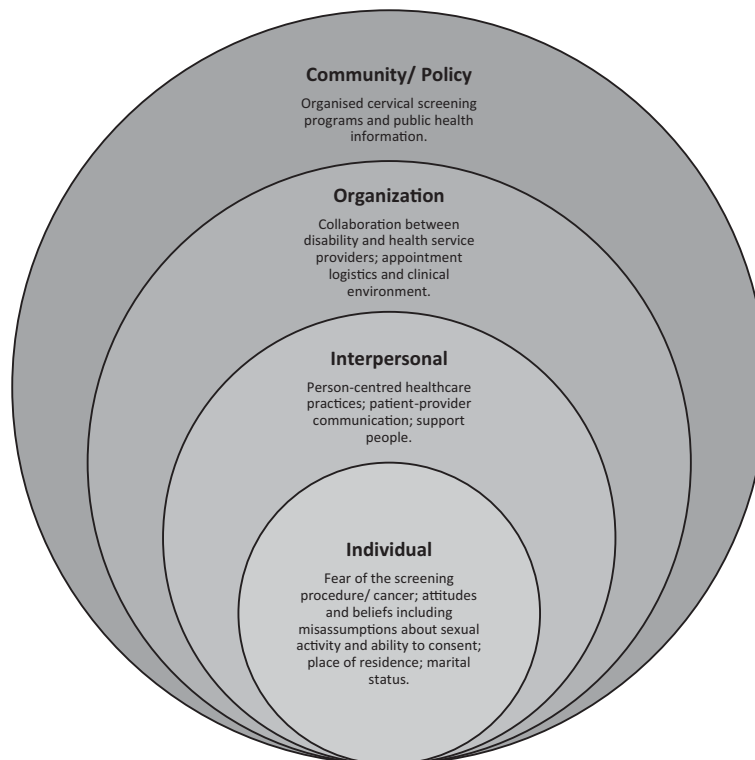 Community/ Policy
Organised cervical screening
programs and public health
information.
Organization
Collaboration between
disability and health service
providers; appointment
logistics and clinical
environment.
Interpersonal
Person-centred healthcare
practices; patient-provider
communication; support
people.
Individual
Fear of the screening
procedure/ cancer; attitudes
and beliefs including
misassumptions about sexual
activity and ability to consent;
place of residence; marital
status.